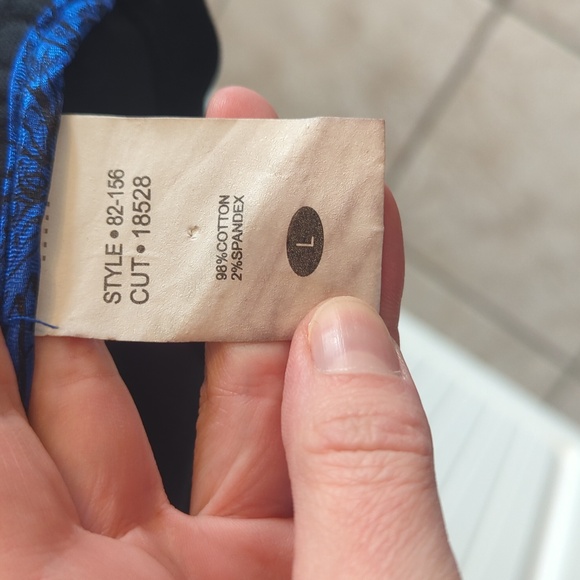 STYLE • 82-156
CUT • 18528
98%COTTON
2%SPANDEX
L